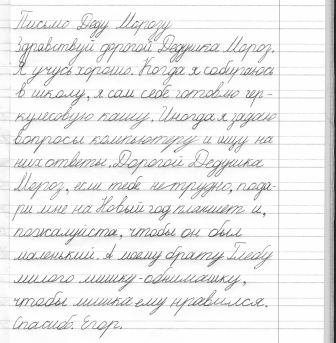 Письмо Деду Морозу
Здравствуй дорогой Дедушка Мороз.
Я учусь хорошо. Когда я собираюсь
в школу, я сам себе готовлю гер-
кулесовую кашу. Иногда я задаю
вопросы компьютеру и ищу на
них ответы. Дорогой Дедушка
Мороз, если тебе не трудно, пода-
ри мне на Новый год планшет и,
пожалуйста, чтобы он был
маленький. А моему брату Глебу
милого мишку-обнимашку,
чтобы мишка ему нравился.
Спасиб. Егор.